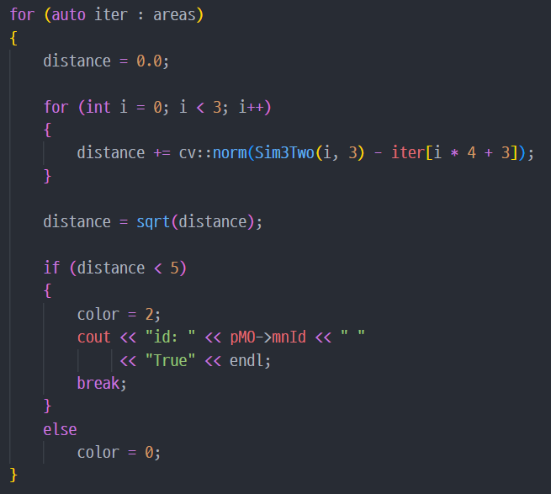 for (auto iter : areas)
{
    distance = 0.0;

    for (int i = 0; i < 3; i++)
    {
        distance += cv::norm(Sim3Two(i, 3) - iter[i * 4 + 3]);
    }

    distance = sqrt(distance);

    if (distance < 5)
    {
        color = 2;
        cout << "id: " << pMO->mnId << " "
             << "True" << endl;
        break;
    }
    else
        color = 0;
}